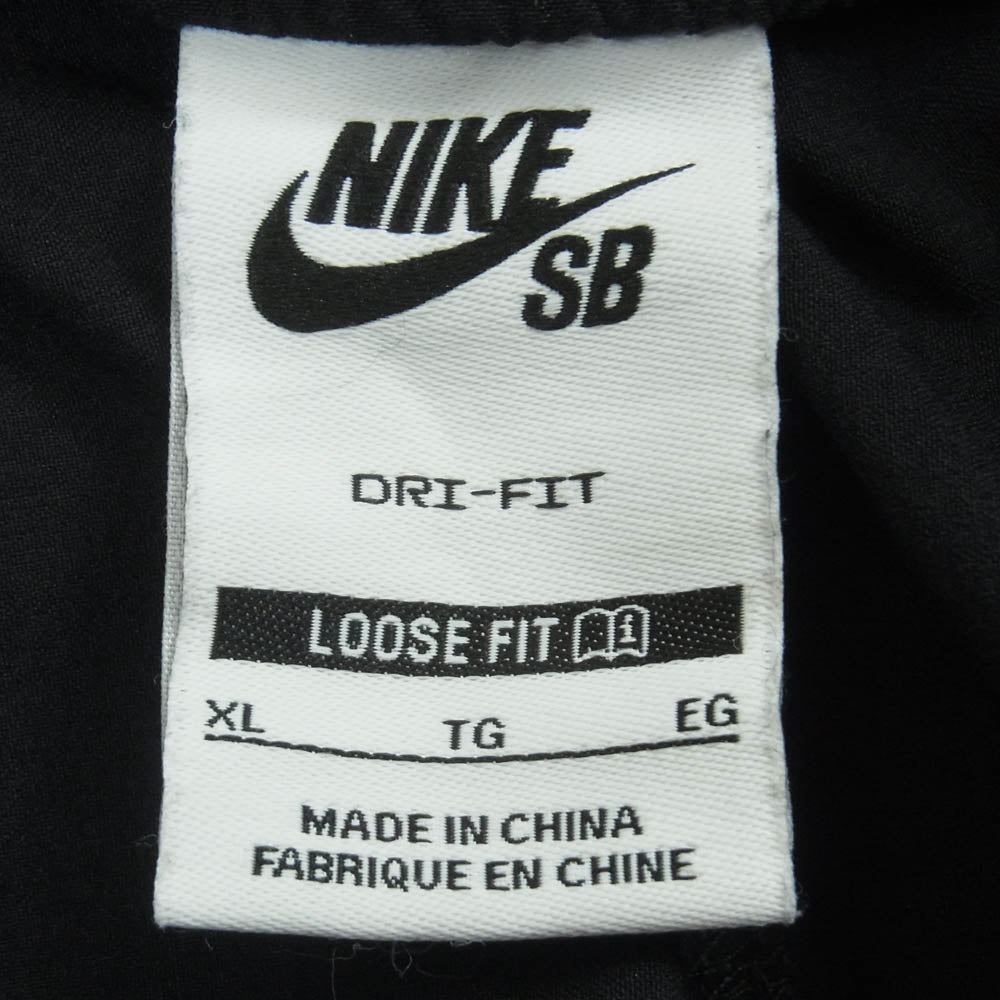 NIKE
SB
DRI-FIT
LOOSE FIT i
XL TG EG
MADE IN CHINA
FABRIQUE EN CHINE